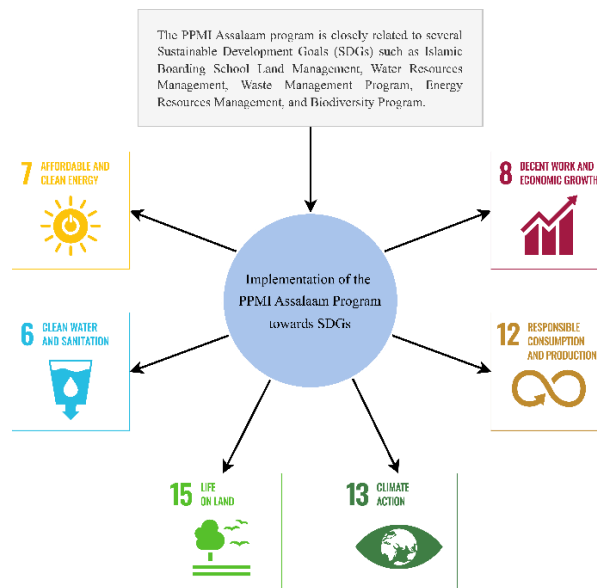 The PPMI Assalaam program is closely related to several
Sustainable Development Goals (SDGs) such as Islamic
Boarding School Land Management, Water Resources
Management, Waste Management Program, Energy
Resources Management, and Biodiversity Program.
7 AFFORDABLE AND
CLEAN ENERGY
8 DECENT WORK AND
ECONOMIC GROWTH
Implementation of the
PPMI Assalaam Program
towards SDGs
6 CLEAN WATER
AND SANITATION
12 RESPONSIBLE
CONSUMPTION
AND PRODUCTION
15 LIFE
ON LAND
13 CLIMATE
ACTION